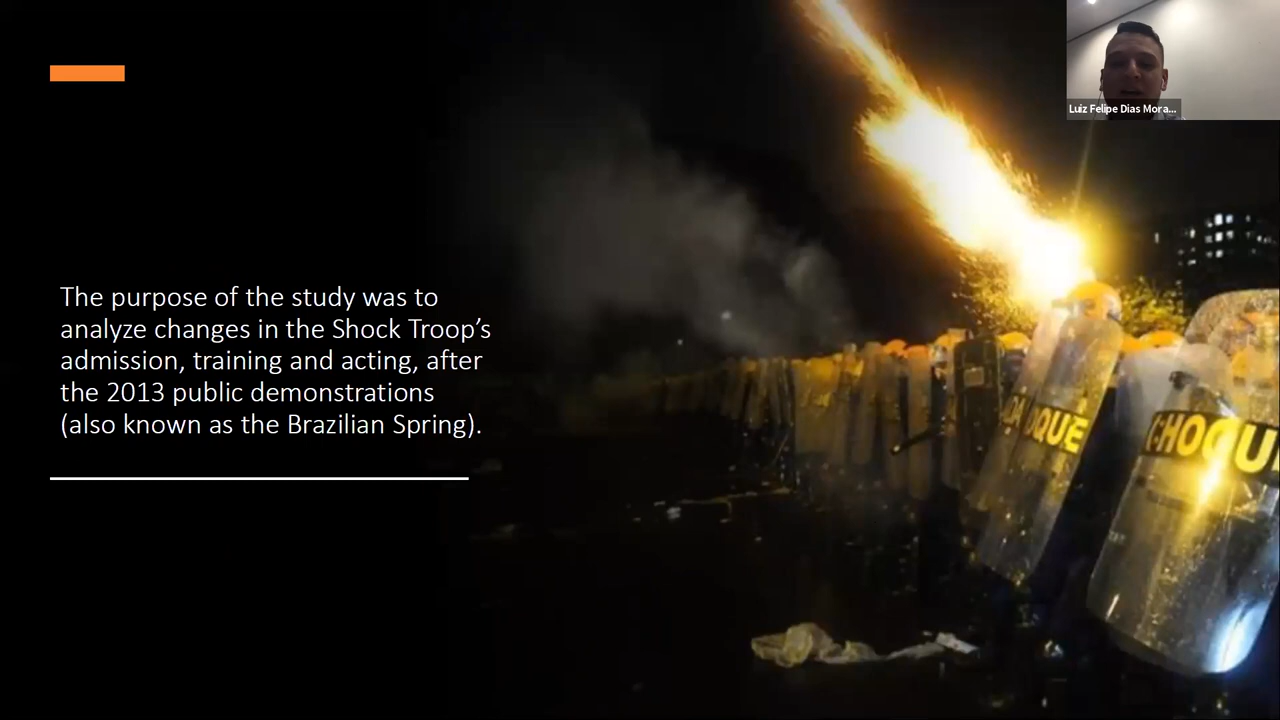 Luiz Felipe Dias Mora...
The purpose of the study was to
analyze changes in the Shock Troop’s
admission, training and acting, after
the 2013 public demonstrations
(also known as the Brazilian Spring).
CHOQU